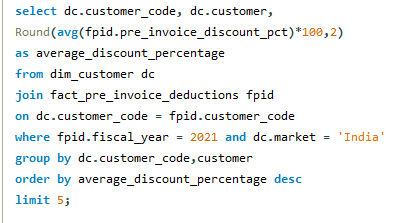 select dc.customer_code, dc.customer,
Round(avg(fpid.pre_invoice_discount_pct)*100,2)
as average_discount_percentage
from dim_customer dc
join fact_pre_invoice_deductions fpid
on dc.customer_code = fpid.customer_code
where fpid.fiscal_year = 2021 and dc.market = 'India'
group by dc.customer_code,customer
order by average_discount_percentage desc
limit 5;